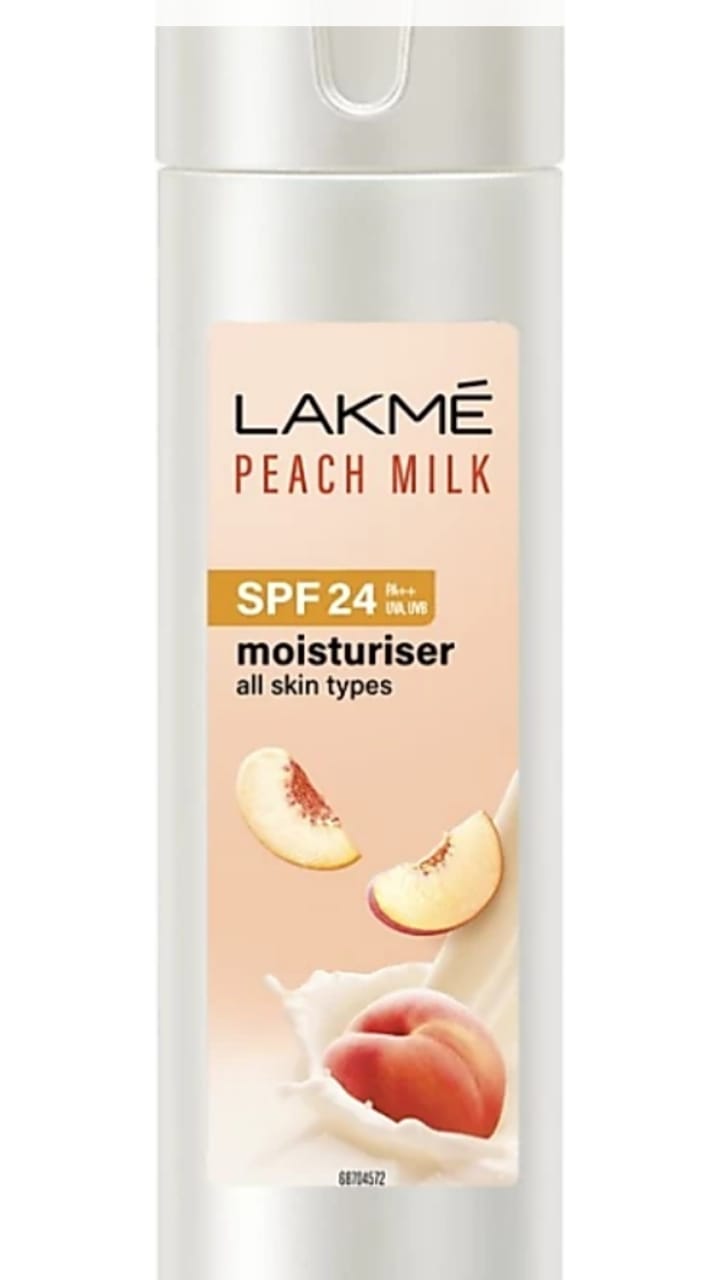 LAKMÉ
PEACH MILK
SPF 24 PA++
UVA, UVB
moisturiser
all skin types
68704572